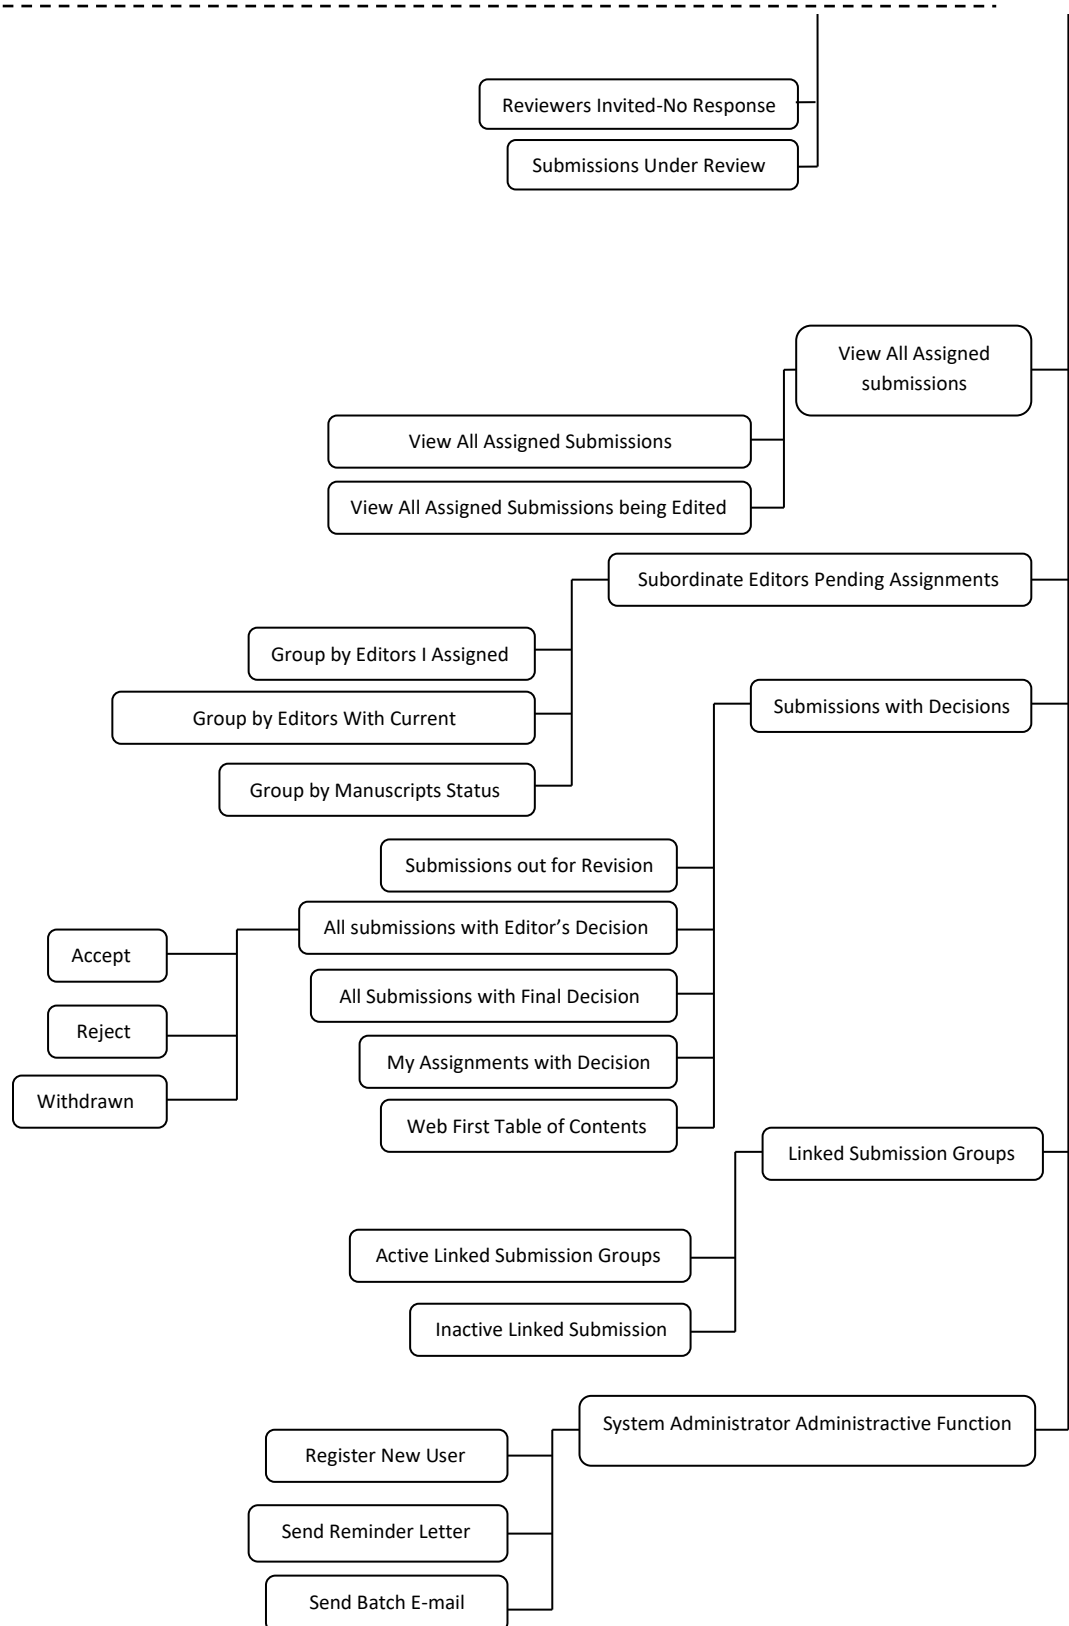 Reviewers Invited-No Response
Submissions Under Review
View All Assigned
submissions
View All Assigned Submissions
View All Assigned Submissions being Edited
Subordinate Editors Pending Assignments
Group by Editors I Assigned
Group by Editors With Current
Group by Manuscripts Status
Submissions with Decisions
Submissions out for Revision
All submissions with Editor’s Decision
Accept
Reject
Withdrawn
All Submissions with Final Decision
My Assignments with Decision
Web First Table of Contents
Linked Submission Groups
Active Linked Submission Groups
Inactive Linked Submission
System Administrator Administractive Function
Register New User
Send Reminder Letter
Send Batch E-mail